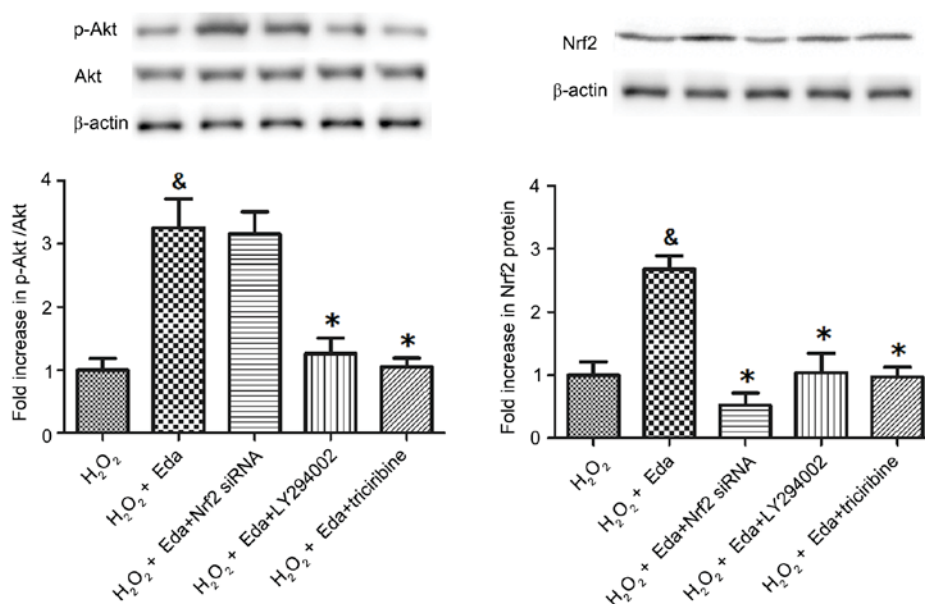 p-Akt
Akt
β-actin
Fold increase in p-Akt /Akt
4
3
2
1
0
&
*
*
H₂O₂
H₂O₂ + Eda
H₂O₂ + Eda+Nrf2 siRNA
H₂O₂ + Eda+LY294002
H₂O₂ + Eda+triciribine
Nrf2
β-actin
Fold increase in Nrf2 protein
4
3
2
1
0
&
*
*
*
H₂O₂
H₂O₂ + Eda
H₂O₂ + Eda+Nrf2 siRNA
H₂O₂ + Eda+LY294002
H₂O₂ + Eda+triciribine